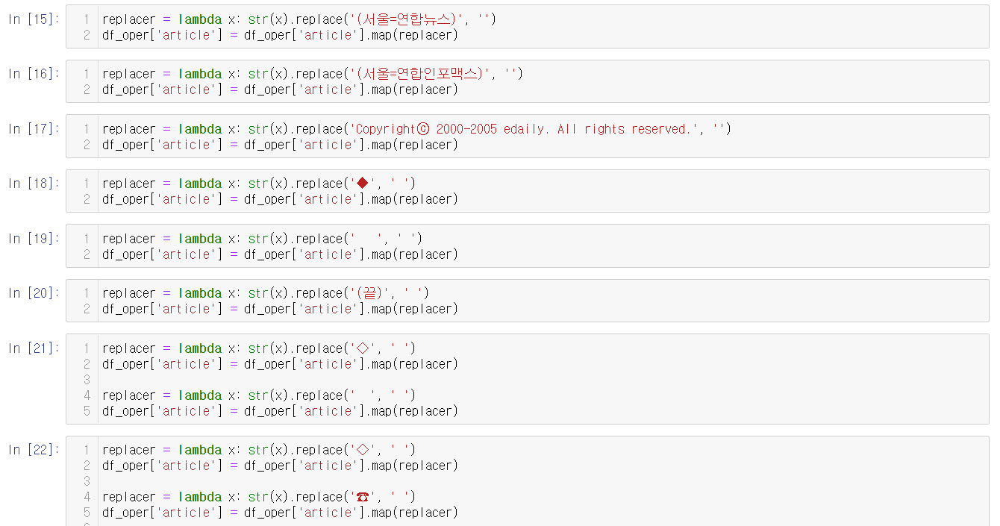 In [15]:
1 replacer = lambda x: str(x).replace('(서울=연합뉴스)', '')
2 df_oper['article'] = df_oper['article'].map(replacer)
In [16]:
1 replacer = lambda x: str(x).replace('(서울=연합인포맥스)', '')
2 df_oper['article'] = df_oper['article'].map(replacer)
In [17]:
1 replacer = lambda x: str(x).replace('Copyrightⓒ 2000-2005 edaily. All rights reserved.', '')
2 df_oper['article'] = df_oper['article'].map(replacer)
In [18]:
1 replacer = lambda x: str(x).replace('◆', ' ')
2 df_oper['article'] = df_oper['article'].map(replacer)
In [19]:
1 replacer = lambda x: str(x).replace('   ', ' ')
2 df_oper['article'] = df_oper['article'].map(replacer)
In [20]:
1 replacer = lambda x: str(x).replace('(끝)', ' ')
2 df_oper['article'] = df_oper['article'].map(replacer)
In [21]:
1 replacer = lambda x: str(x).replace('◇', ' ')
2 df_oper['article'] = df_oper['article'].map(replacer)
3
4 replacer = lambda x: str(x).replace('  ', ' ')
5 df_oper['article'] = df_oper['article'].map(replacer)
In [22]:
1 replacer = lambda x: str(x).replace('◇', ' ')
2 df_oper['article'] = df_oper['article'].map(replacer)
3
4 replacer = lambda x: str(x).replace('☎', ' ')
5 df_oper['article'] = df_oper['article'].map(replacer)